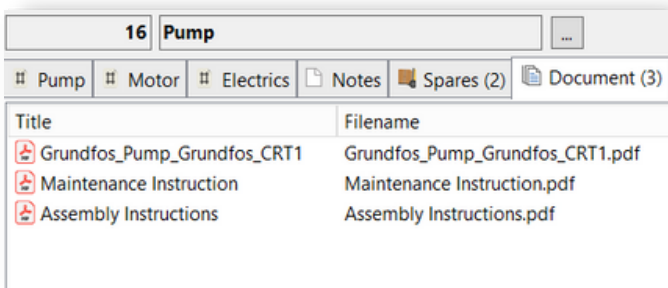 16 Pump ...
Pump Motor Electrics Notes Spares (2) Document (3)
Title Filename
Grundfos_Pump_Grundfos_CRT1 Grundfos_Pump_Grundfos_CRT1.pdf
Maintenance Instruction Maintenance Instruction.pdf
Assembly Instructions Assembly Instructions.pdf